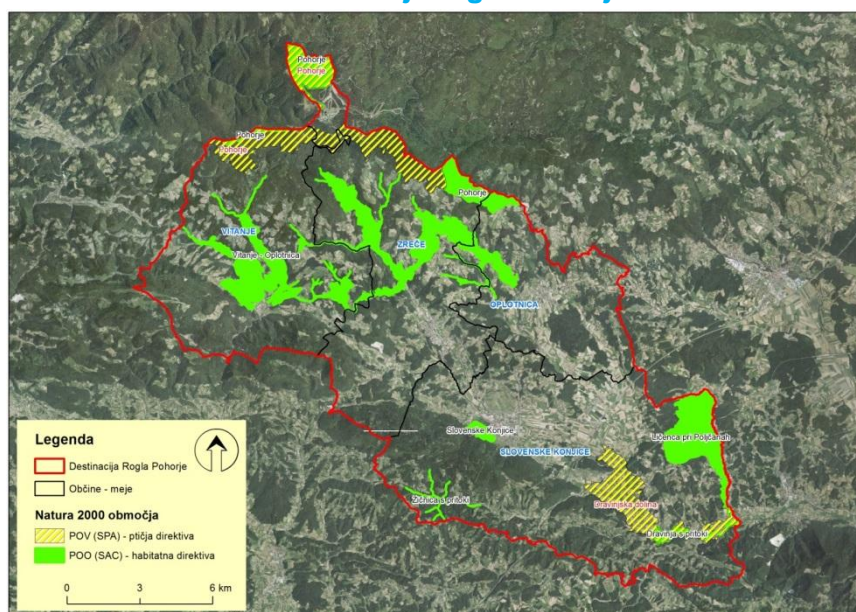 Pohorje
Pohorje
Pohorje
Pohorje
Pohorje
VITANJE
Vitanje - Oplotnica
ZREČE
OPLOTNICA
Slovenske Konjice
SLOVENSKE KONJICE
Ličenca pri Poljčanah
Žičnica s pritoki
Dravinjska dolina
Dravinja s pritoki
Legenda
Destinacija Rogla Pohorje
Občine - meje
Natura 2000 območja
POV (SPA) - ptičja direktiva
POO (SAC) - habitatna direktiva
0 3 6 km